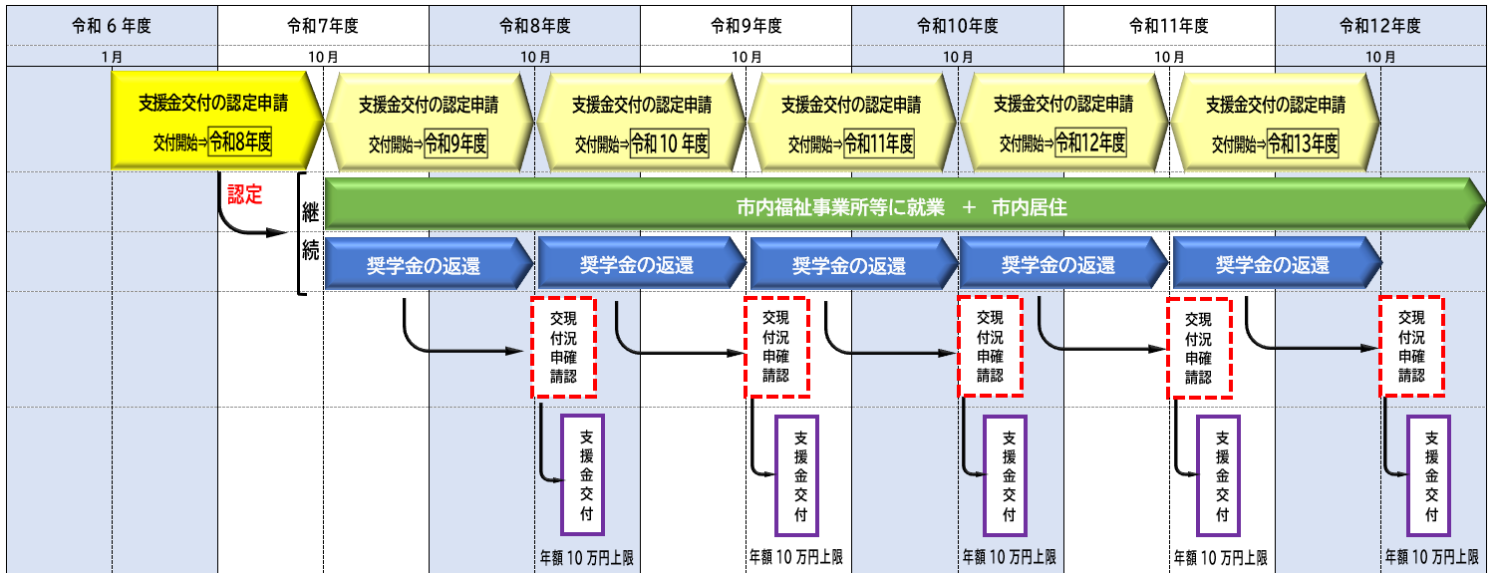 令和6年度
令和7年度
令和8年度
令和9年度
令和10年度
令和11年度
令和12年度
1月
10月
10月
10月
10月
10月
10月
支援金交付の認定申請
交付開始⇒令和8年度
支援金交付の認定申請
交付開始⇒令和9年度
支援金交付の認定申請
交付開始⇒令和10年度
支援金交付の認定申請
交付開始⇒令和11年度
支援金交付の認定申請
交付開始⇒令和12年度
支援金交付の認定申請
交付開始⇒令和13年度
認定
継続
市内福祉事業所等に就業 + 市内居住
奨学金の返還
奨学金の返還
奨学金の返還
奨学金の返還
奨学金の返還
現況確認
交付申請
現況確認
交付申請
現況確認
交付申請
現況確認
交付申請
現況確認
交付申請
支援金交付
支援金交付
支援金交付
支援金交付
支援金交付
年額10万円上限
年額10万円上限
年額10万円上限
年額10万円上限
年額10万円上限